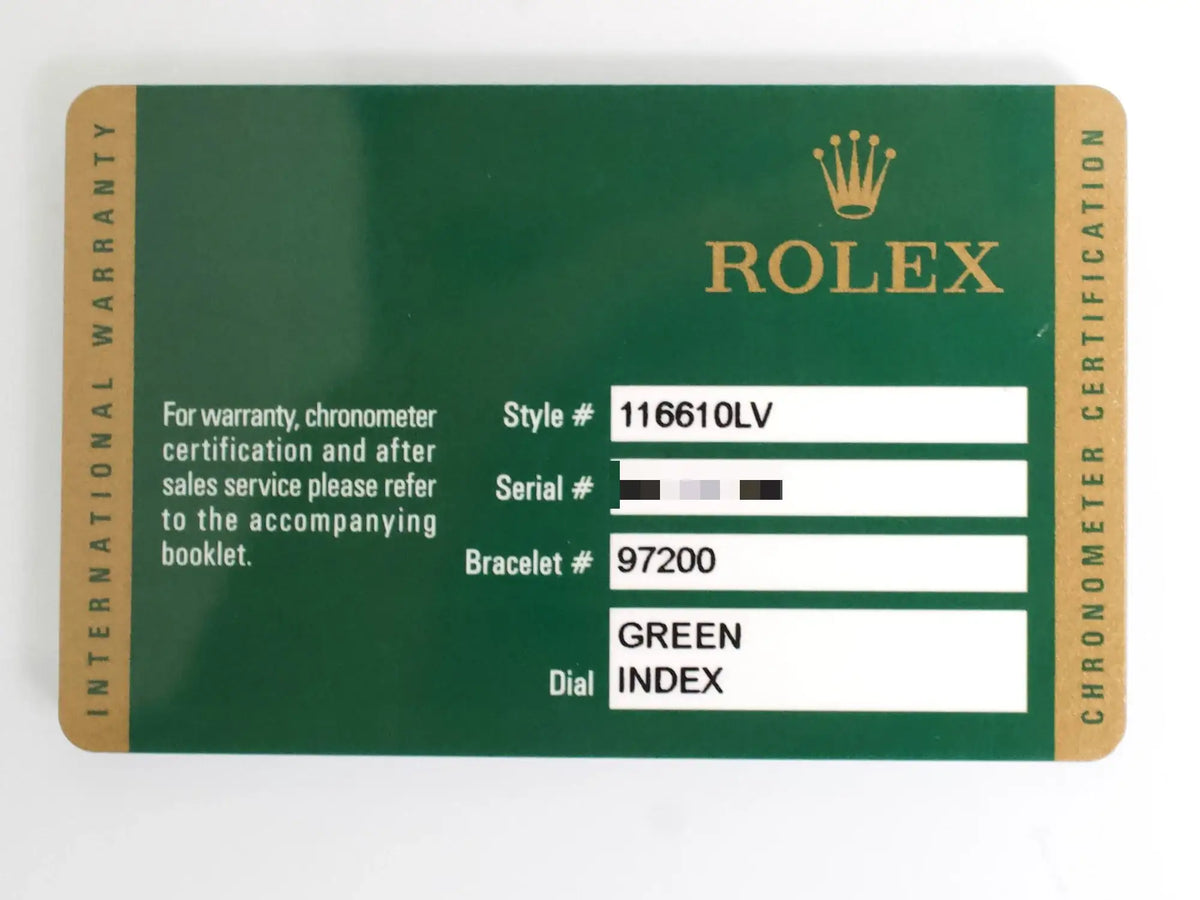 INTERNATIONAL WARRANTY
ROLEX
CHRONOMETER CERTIFICATION
For warranty, chronometer
certification and after
sales service please refer
to the accompanying
booklet.
Style # 116610LV
Serial #
Bracelet # 97200
Dial GREEN
INDEX